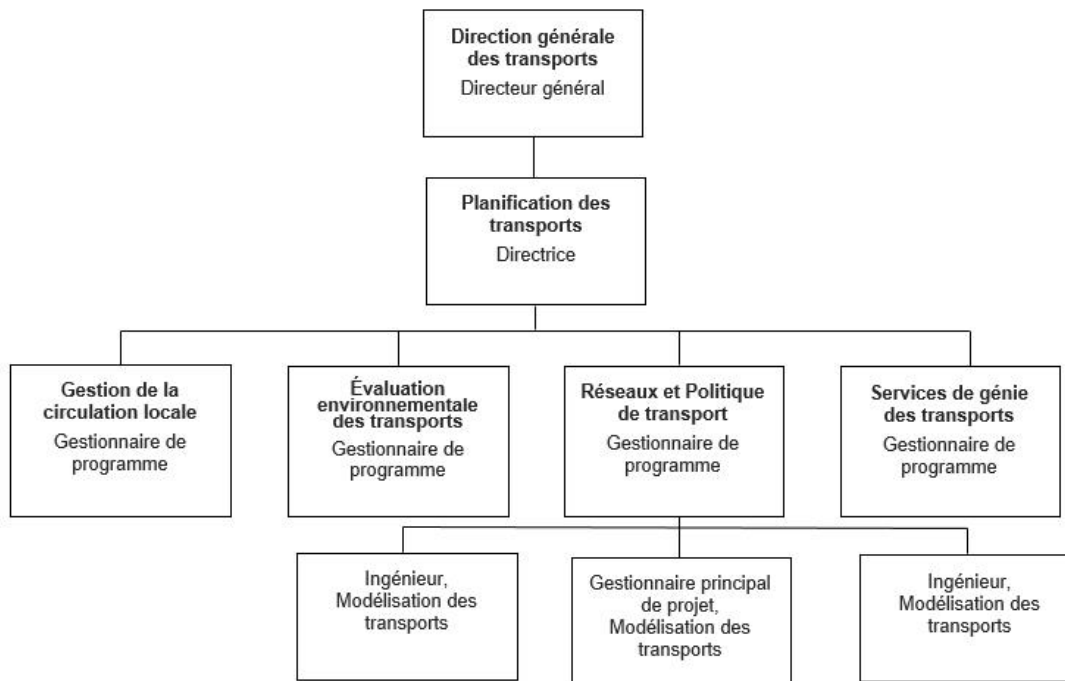 Direction générale
des transports
Directeur général
Planification des
transports
Directrice
Gestion de la
circulation locale
Gestionnaire de
programme
Évaluation
environnementale
des transports
Gestionnaire de
programme
Réseaux et Politique
de transport
Gestionnaire de
programme
Services de génie
des transports
Gestionnaire de
programme
Ingénieur,
Modélisation des
transports
Gestionnaire principal
de projet,
Modélisation des
transports
Ingénieur,
Modélisation des
transports